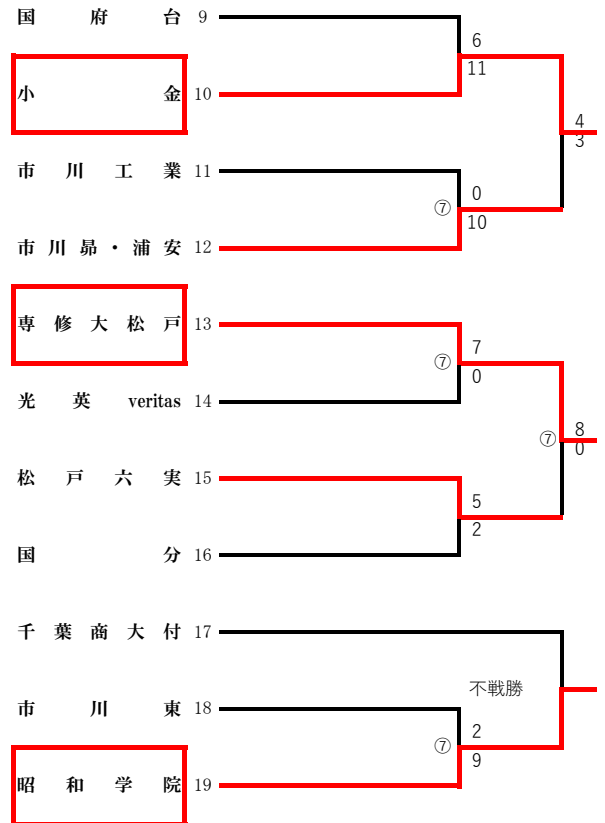 国府台 9
6
11
小金 10
4
3
市川工業 11
0
⑦
10
市川昴・浦安 12
専修大松戸 13
7
⑦
0
光英 veritas 14
8
⑦
0
松戸六実 15
5
2
国分 16
千葉商大付 17
不戦勝
市川東 18
2
⑦
9
昭和学院 19